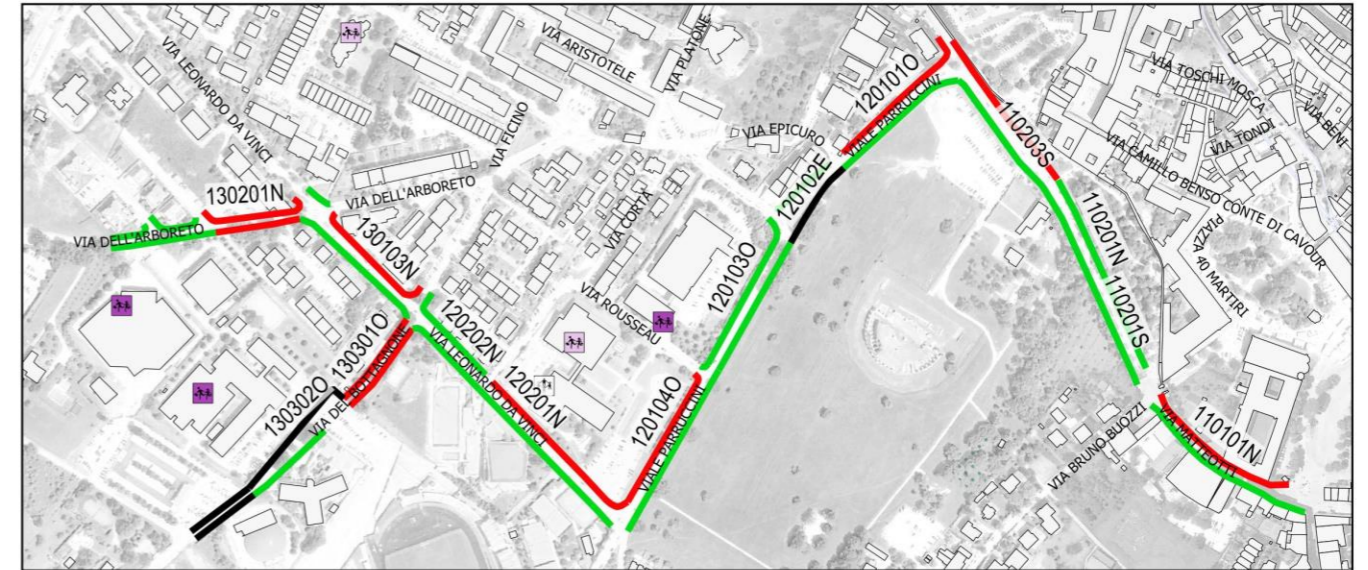 VIA LEONARDO DA VINCI
VIA ARISTOTELE
VIA PLATONE
VIA FICINO
VIA EPICURO
120101O
VIALE PARRUCCINI
VIA TOSCHI MOSCA
VIA BENI
VIA TONDI
VIA CAMILLO BENSO CONTE DI CAVOUR
110203S
130201N
VIA DELL'ARBORETO
VIA DELL'ARBORETO
VIA CORTA
120102E
PIAZZA 40 MARTIRI
110201N
110201S
130103N
120103O
VIA ROUSSEAU
120202N
VIA LEONARDO DA VINCI
120201N
130301O
130302O
VIA DEL BOTTAGNONE
120104O
VIALE PARRUCCINI
VIA BRUNO BUOZZI
VIA MATTEOTTI
110101N